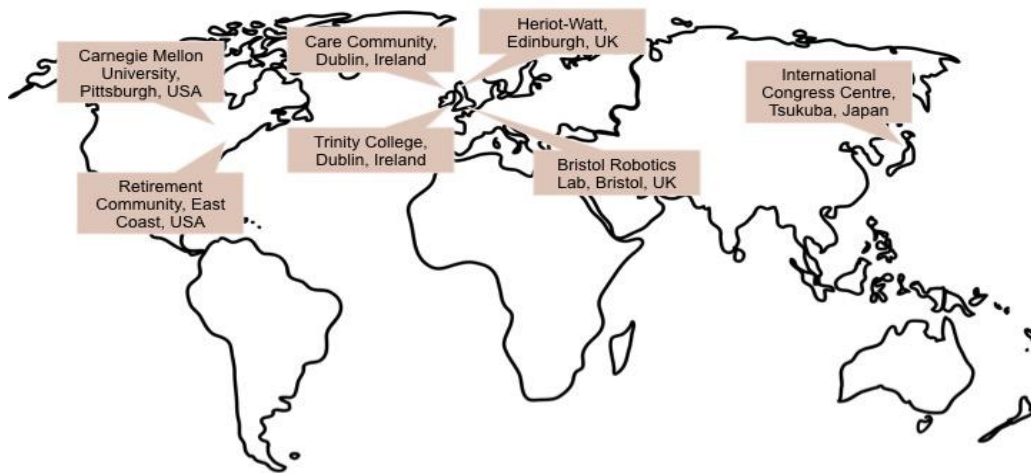 Heriot-Watt,
Edinburgh, UK
Care Community,
Dublin, Ireland
Carnegie Mellon
University,
Pittsburgh, USA
International
Congress Centre,
Tsukuba, Japan
Trinity College,
Dublin, Ireland
Bristol Robotics
Lab, Bristol, UK
Retirement
Community, East
Coast, USA